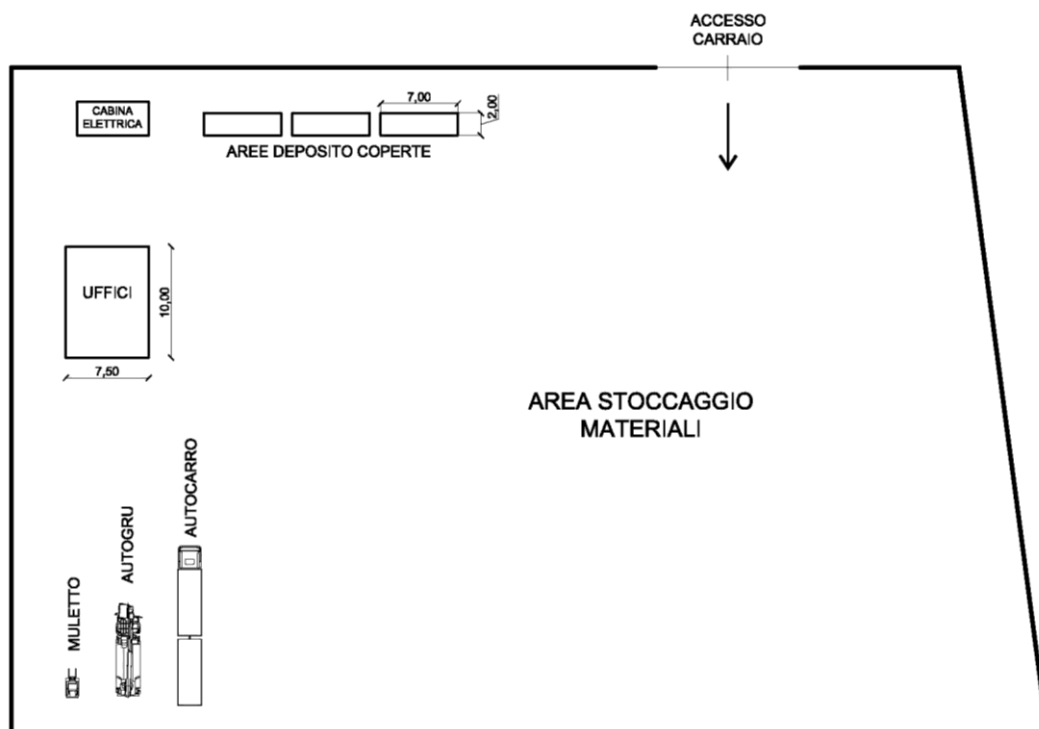 ACCESSO
CARRAIO
CABINA
ELETTRICA
7,00
2,00
AREE DEPOSITO COPERTE
UFFICI
10,00
7,50
AREA STOCCAGGIO
MATERIALI
MULETTO
AUTOGRU
AUTOCARRO